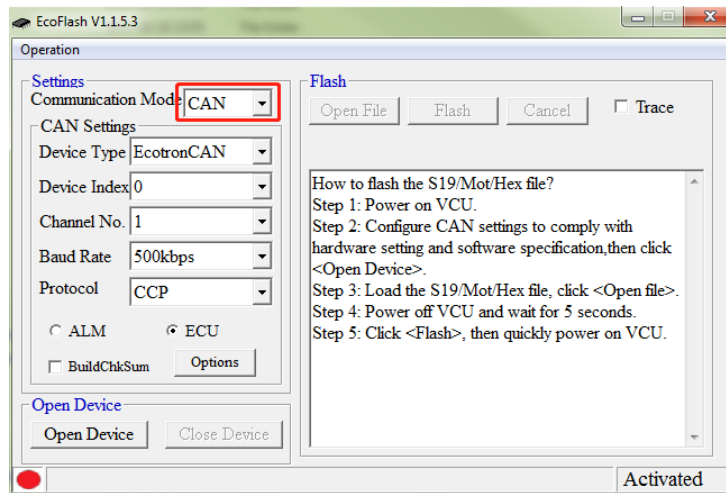 EcoFlash V1.1.5.3
Operation
Settings
Communication Mode CAN
CAN Settings
Device Type EcotronCAN
Device Index 0
Channel No. 1
Baud Rate 500kbps
Protocol CCP
ALM ECU
BuildChkSum Options
Open Device
Open Device Close Device
Flash
Open File Flash Cancel Trace
How to flash the S19/Mot/Hex file?
Step 1: Power on VCU.
Step 2: Configure CAN settings to comply with
hardware setting and software specification,then click
<Open Device>.
Step 3: Load the S19/Mot/Hex file, click <Open file>.
Step 4: Power off VCU and wait for 5 seconds.
Step 5: Click <Flash>, then quickly power on VCU.
Activated